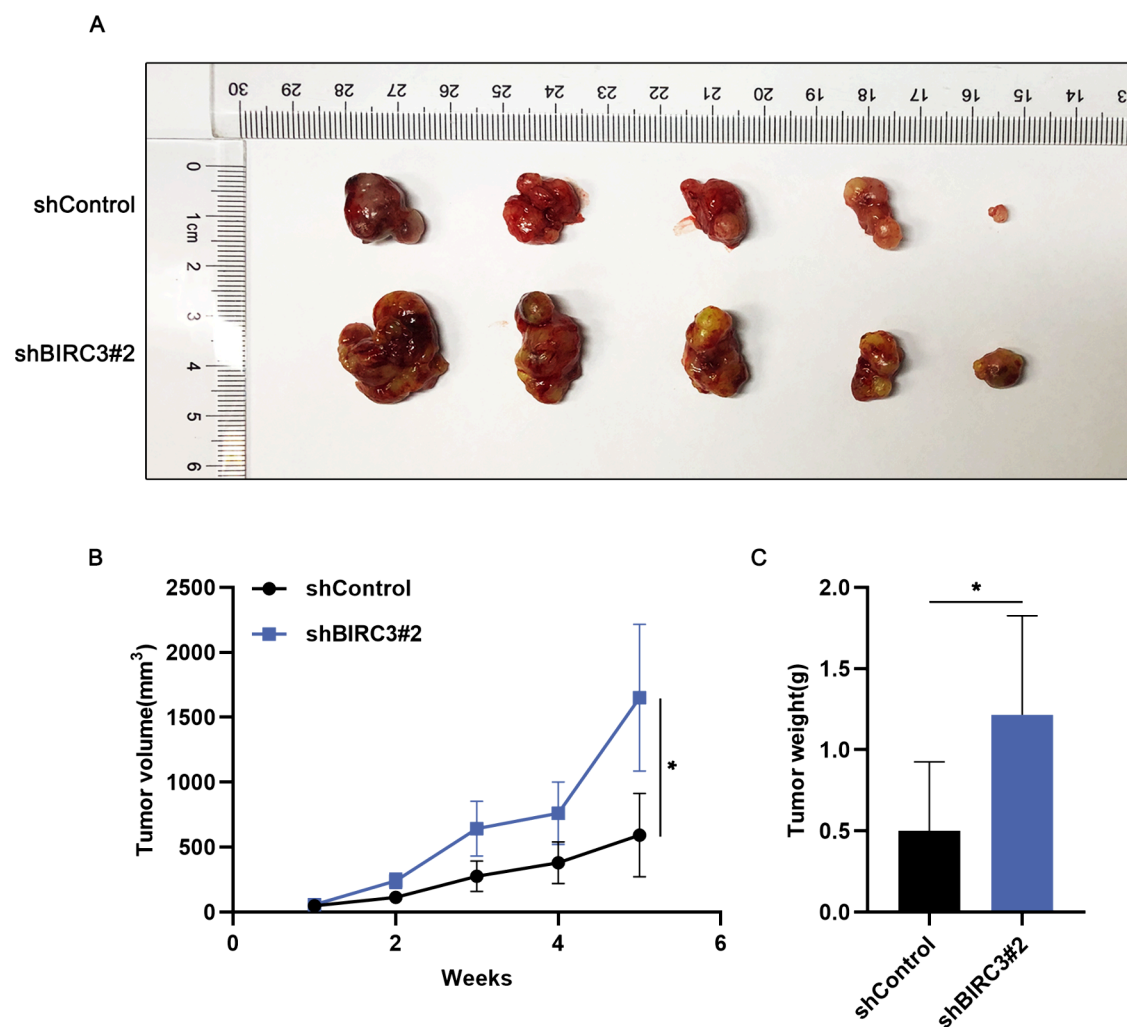 A
30 29 28 27 26 25 24 23 22 21 20 19 18 17 16 15 14 3
0
shControl
1cm
2
3
shBIRC3#2
4
5
6
B
C
2500
2000
1500
1000
500
0
Tumor volume(mm³)
shControl
shBIRC3#2
*
0 2 4 6
Weeks
2.0
1.5
1.0
0.5
0.0
Tumor weight(g)
*
shControl
shBIRC3#2